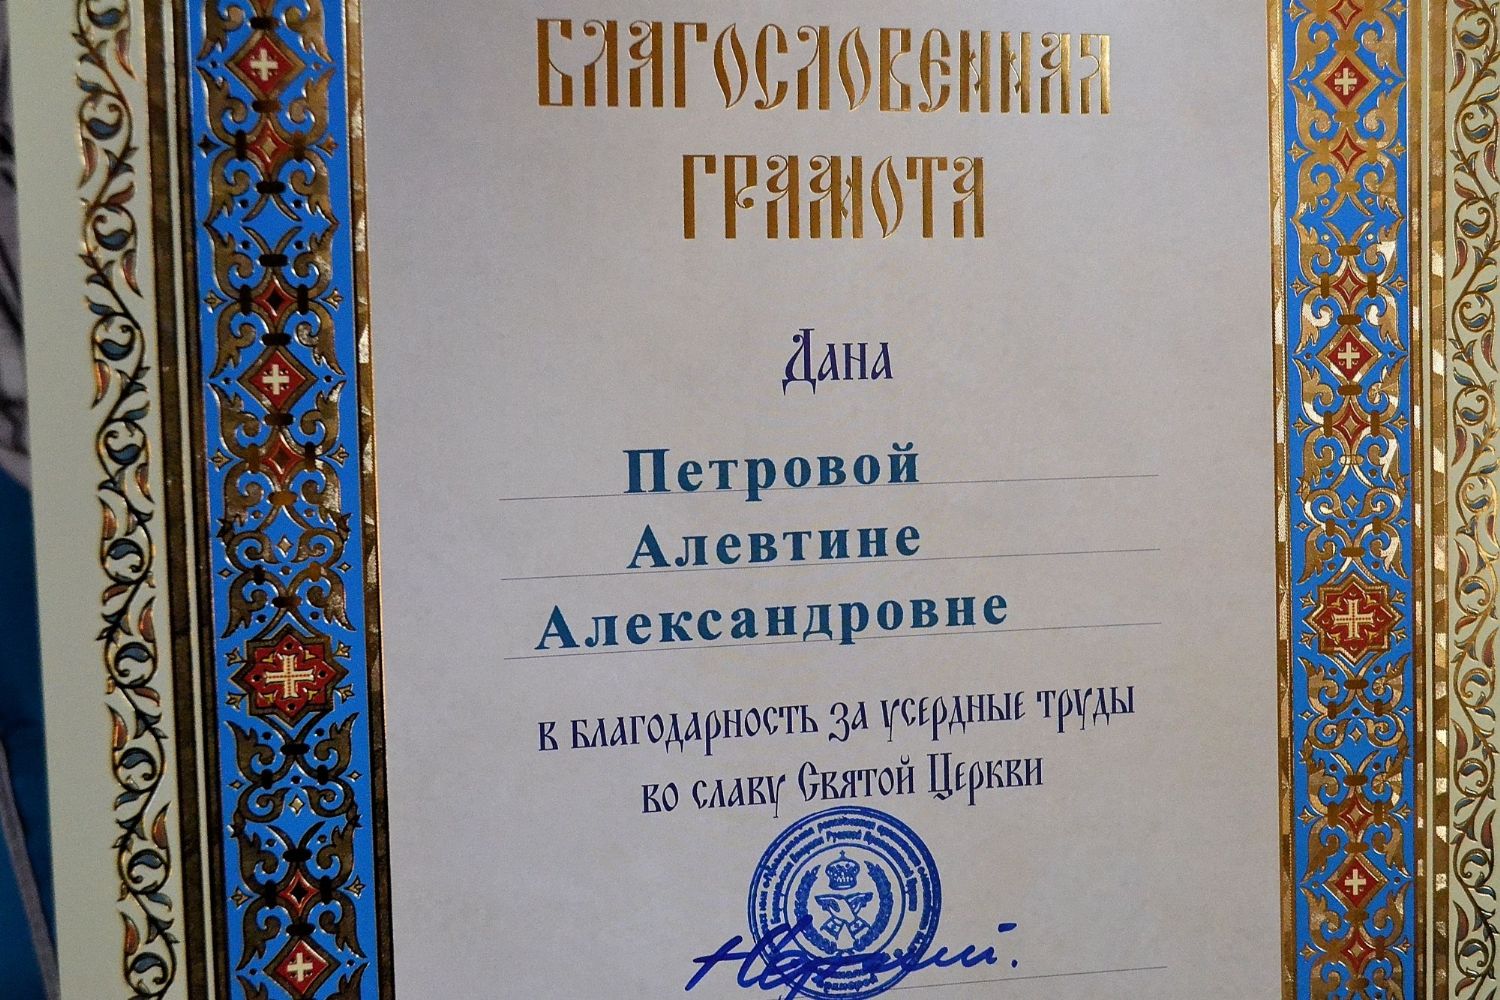 БЛАГОСЛОВЕННАЯ
ГРАМОТА
Дана
Петровой
Алевтине
Александровне
в благодарность за усердные труды
во славу Святой Церкви